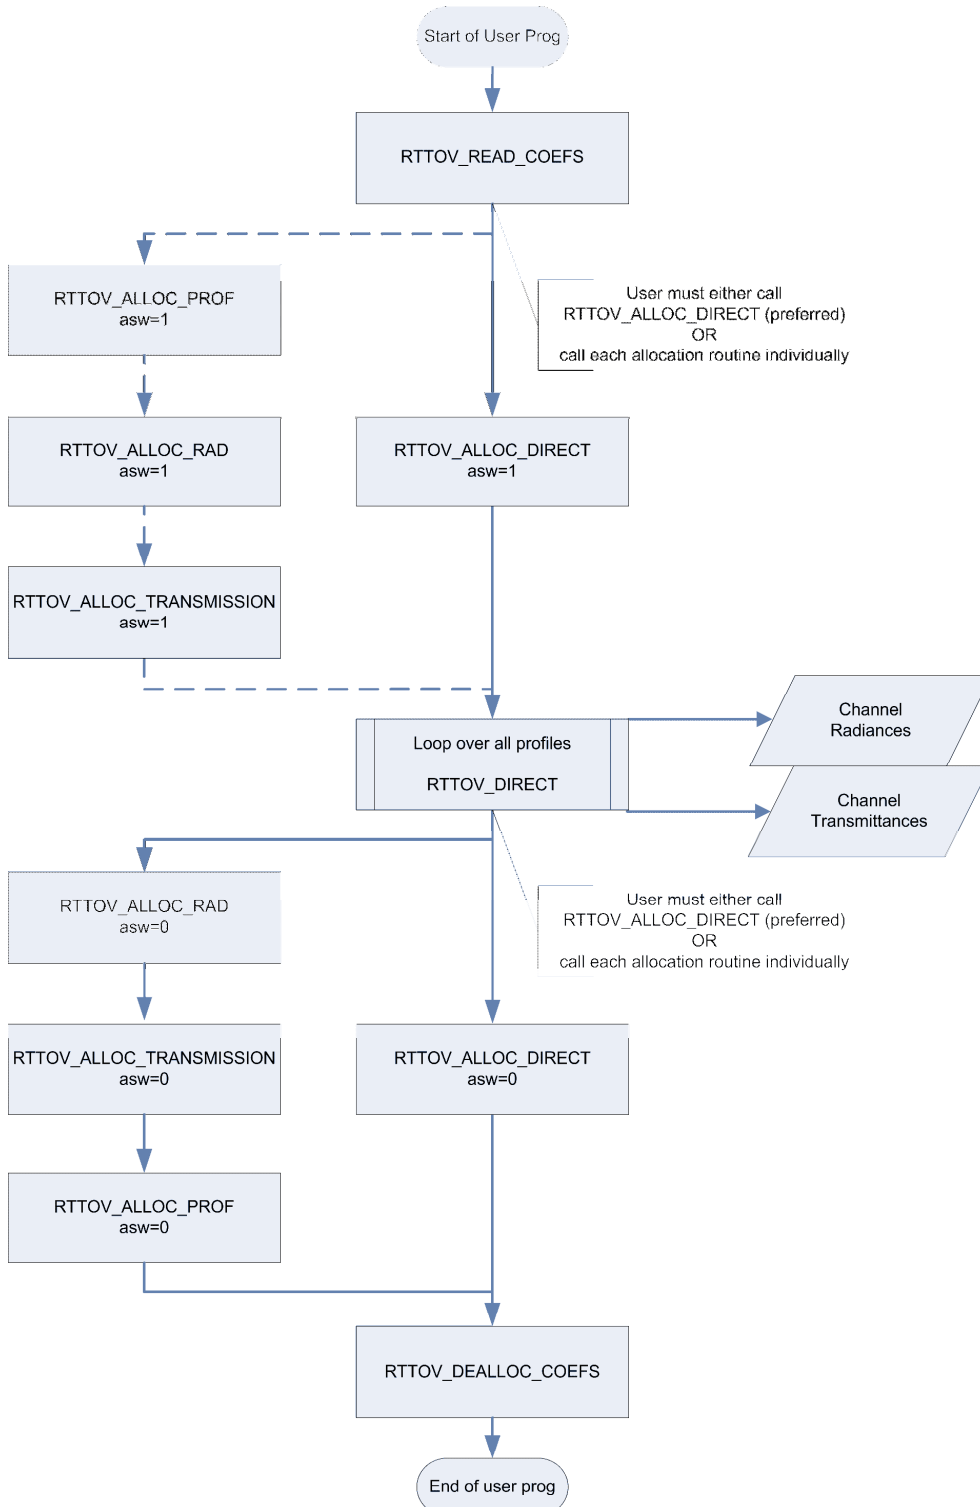 Start of User Prog
RTTOV_READ_COEFS
RTTOV_ALLOC_PROF
asw=1
User must either call
RTTOV_ALLOC_DIRECT (preferred)
OR
call each allocation routine individually
RTTOV_ALLOC_RAD
asw=1
RTTOV_ALLOC_DIRECT
asw=1
RTTOV_ALLOC_TRANSMISSION
asw=1
Loop over all profiles
RTTOV_DIRECT
Channel
Radiances
Channel
Transmittances
RTTOV_ALLOC_RAD
asw=0
User must either call
RTTOV_ALLOC_DIRECT (preferred)
OR
call each allocation routine individually
RTTOV_ALLOC_TRANSMISSION
asw=0
RTTOV_ALLOC_DIRECT
asw=0
RTTOV_ALLOC_PROF
asw=0
RTTOV_DEALLOC_COEFS
End of user prog